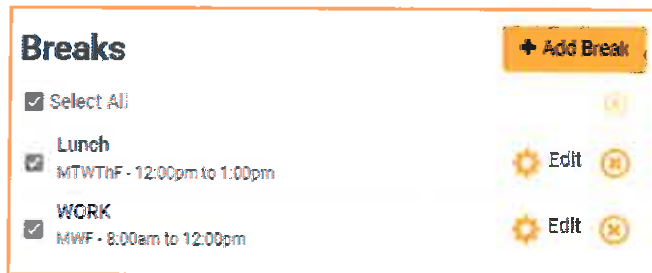 Breaks
+ Add Break
Select All
Lunch
MTWThF - 12:00pm to 1:00pm
Edit
WORK
MWF - 8:00am to 12:00pm
Edit